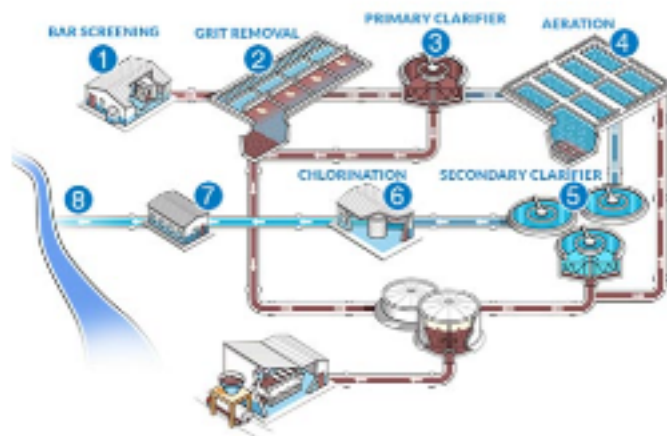 BAR SCREENING
1
GRIT REMOVAL
2
PRIMARY CLARIFIER
3
AERATION
4
CHLORINATION
6
SECONDARY CLARIFIER
5
7
8